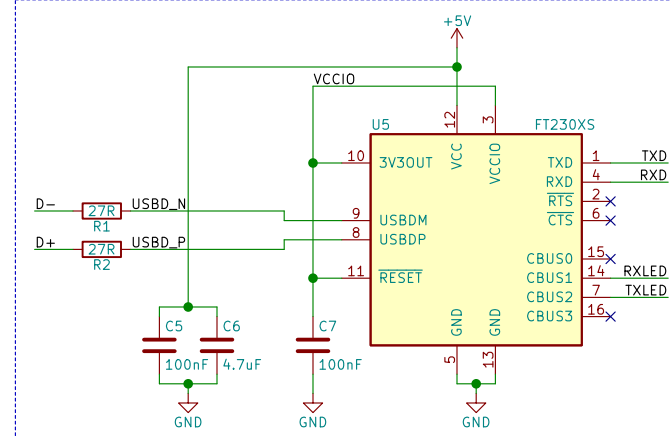 +5V
VCCIO
U5
FT230XS
12
3
VCC
VCCIO
10
3V3OUT
TXD
1
TXD
RXD
4
RXD
RTS
2
CTS
6
D-
27R
USBD_N
R1
9
USBDM
D+
27R
USBD_P
R2
8
USBDP
CBUS0
15
11
RESET
CBUS1
14
RXLED
CBUS2
7
TXLED
CBUS3
16
GND
GND
C5
C6
C7
100nF
4.7uF
100nF
5
13
GND
GND
GND